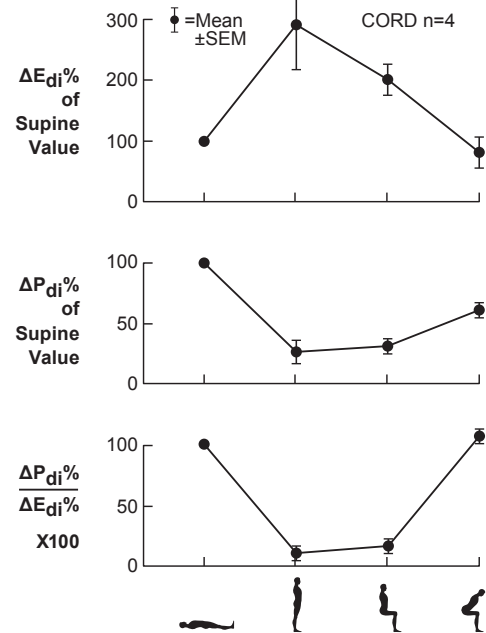 300
200
100
0
=Mean
±SEM
CORD n=4
ΔEdi%
of
Supine
Value
100
50
0
ΔPdi%
of
Supine
Value
100
50
0
ΔPdi%
ΔEdi%
X100